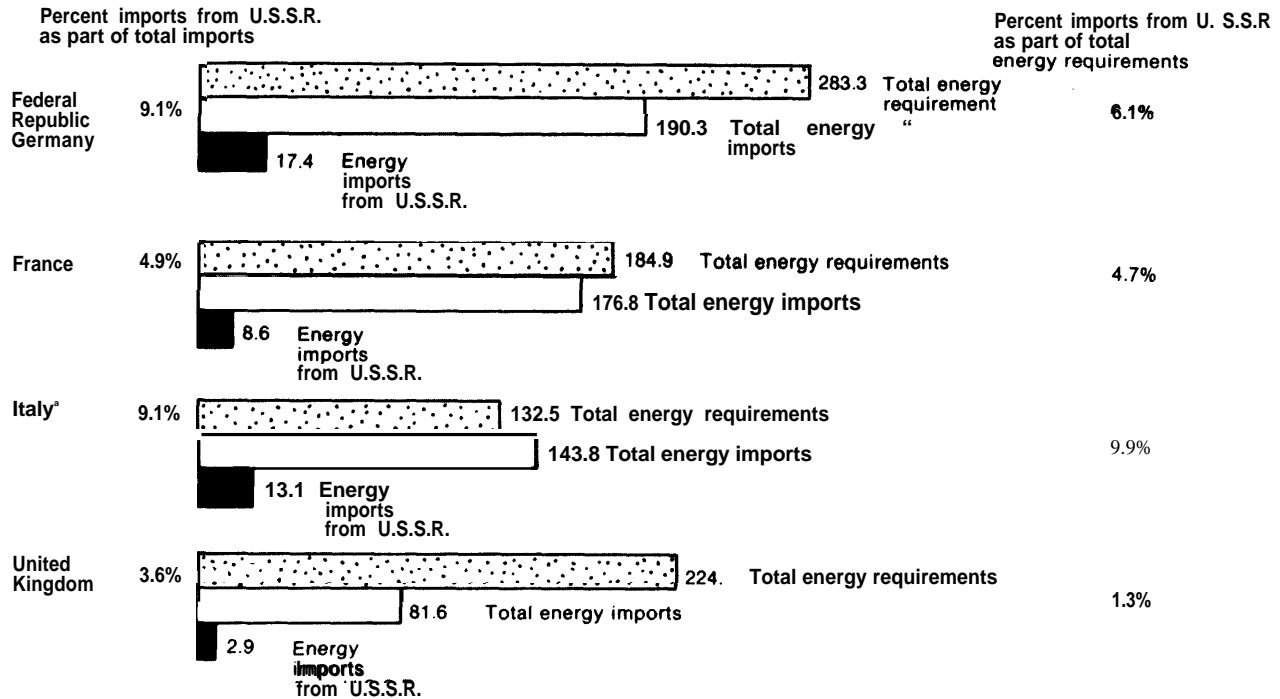 Percent imports from U.S.S.R.
as part of total imports
Percent imports from U. S.S.R
as part of total
energy requirements
Federal
Republic
Germany
9.1%
283.3 Total energy
requirement
190.3 Total energy “
imports
17.4 Energy
imports
from U.S.S.R.
6.1%
France
4.9%
184.9 Total energy requirements
176.8 Total energy imports
8.6 Energy
imports
from U.S.S.R.
4.7%
Italyª
9.1%
132.5 Total energy requirements
143.8 Total energy imports
13.1 Energy
imports
from U.S.S.R.
9.9%
United
Kingdom
3.6%
224. Total energy requirements
81.6 Total energy imports
2.9 Energy
Imports
from U.S.S.R.
1.3%